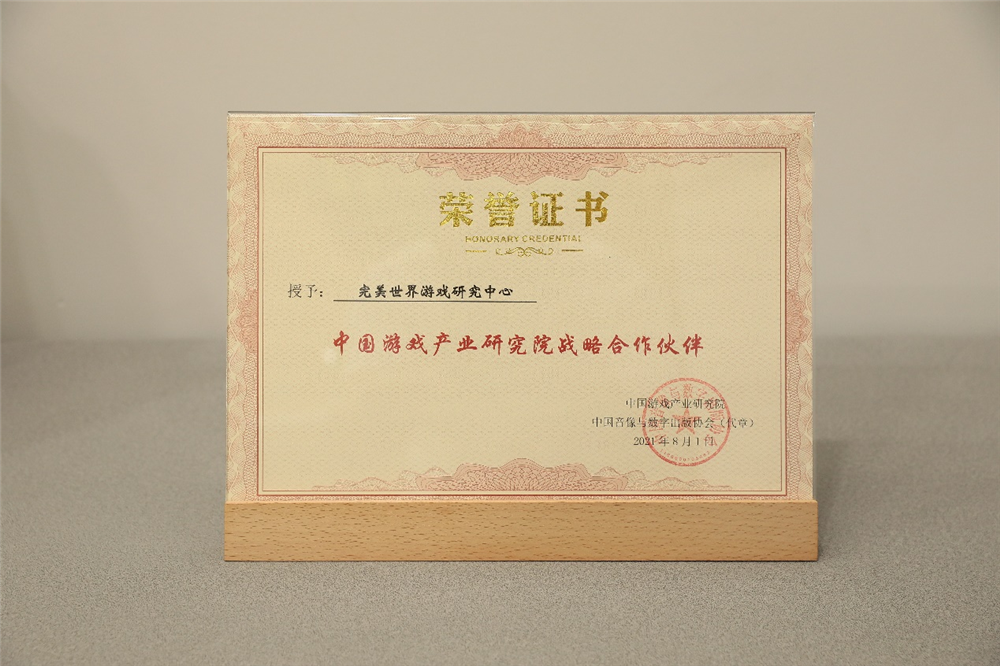 荣誉证书
HONORARY CREDENTIAL
授予： 完美世界游戏研究中心
中国游戏产业研究院战略合作伙伴
中国游戏产业研究院
中国音像与数字出版协会（代章）
2021年8月1日